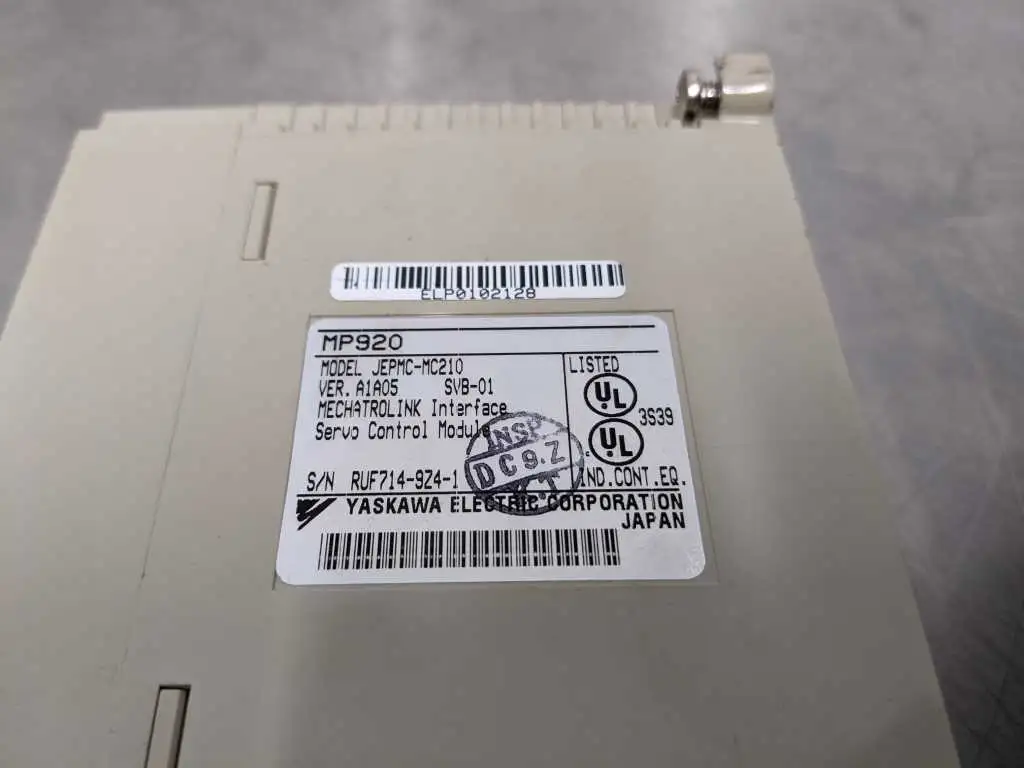 ELP0102128
MP920
MODEL JEPMC-MC210
VER. A1A05 SVB-01
MECHATROLINK Interface
Servo Control Module
S/N RUF714-9Z4-1
LISTED
UL
3S39
UL
IND.CONT.EQ.
INSP
DC9.Z
Y.T
YASKAWA ELECTRIC CORPORATION
JAPAN